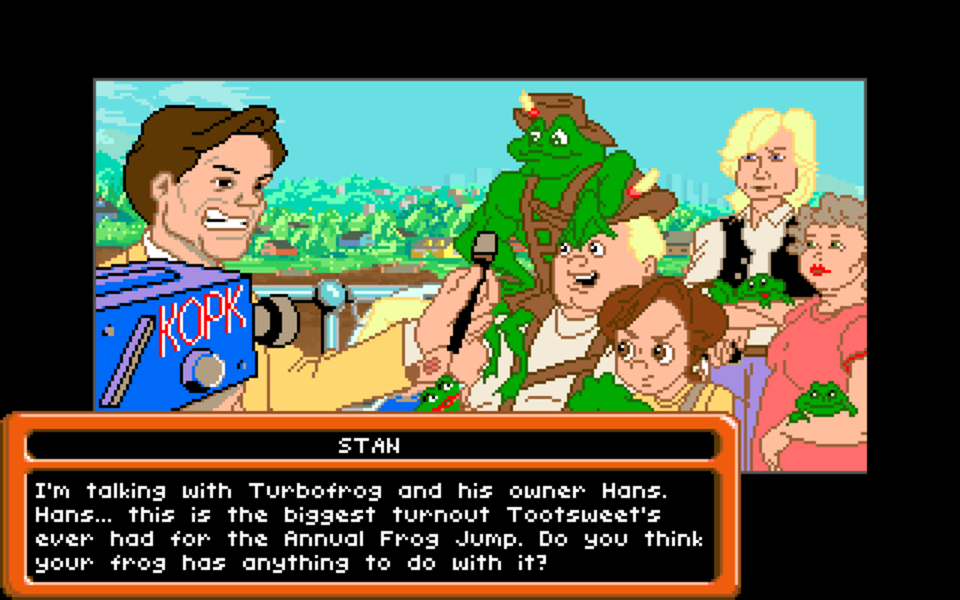 KOPK
STAN
I'm talking with Turbofrog and his owner Hans.
Hans... this is the biggest turnout Tootsweet's
ever had for the Annual Frog Jump. Do you think
your frog has anything to do with it?